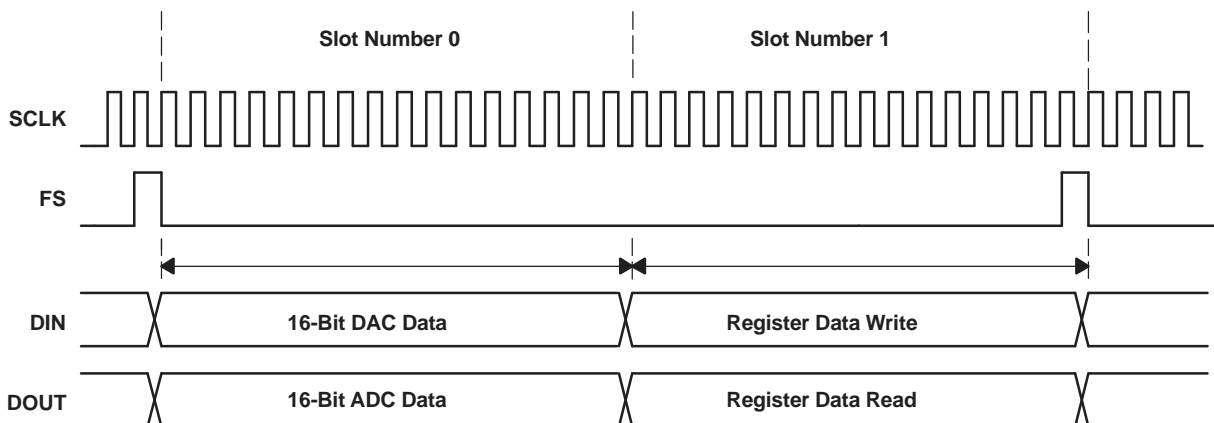 Slot Number 0 Slot Number 1
SCLK
FS
DIN 16-Bit DAC Data Register Data Write
DOUT 16-Bit ADC Data Register Data Read